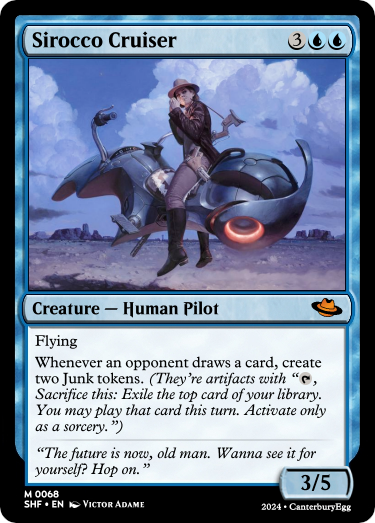 Sirocco Cruiser 3
Creature — Human Pilot
Flying
Whenever an opponent draws a card, create
two Junk tokens. (They're artifacts with “,
Sacrifice this: Exile the top card of your library.
You may play that card this turn. Activate only
as a sorcery.”)
“The future is now, old man. Wanna see it for
yourself? Hop on.”
3/5
M 0068
SHF • EN Victor Adame
2024 • CanterburyEgg